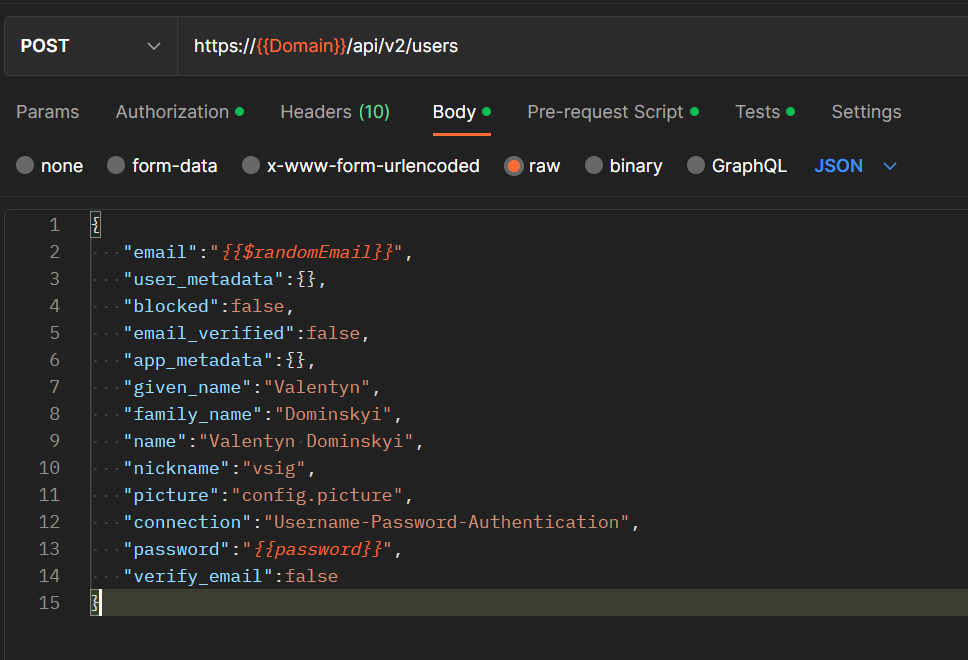 POST https://{{Domain}}/api/v2/users
Params Authorization Headers (10) Body Pre-request Script Tests Settings
none form-data x-www-form-urlencoded raw binary GraphQL JSON
1 {
2 "email":"{{$randomEmail}}",
3 "user_metadata":{},
4 "blocked":false,
5 "email_verified":false,
6 "app_metadata":{},
7 "given_name":"Valentyn",
8 "family_name":"Dominskyi",
9 "name":"Valentyn Dominskyi",
10 "nickname":"vsig",
11 "picture":"config.picture",
12 "connection":"Username-Password-Authentication",
13 "password":"{{password}}",
14 "verify_email":false
15 }